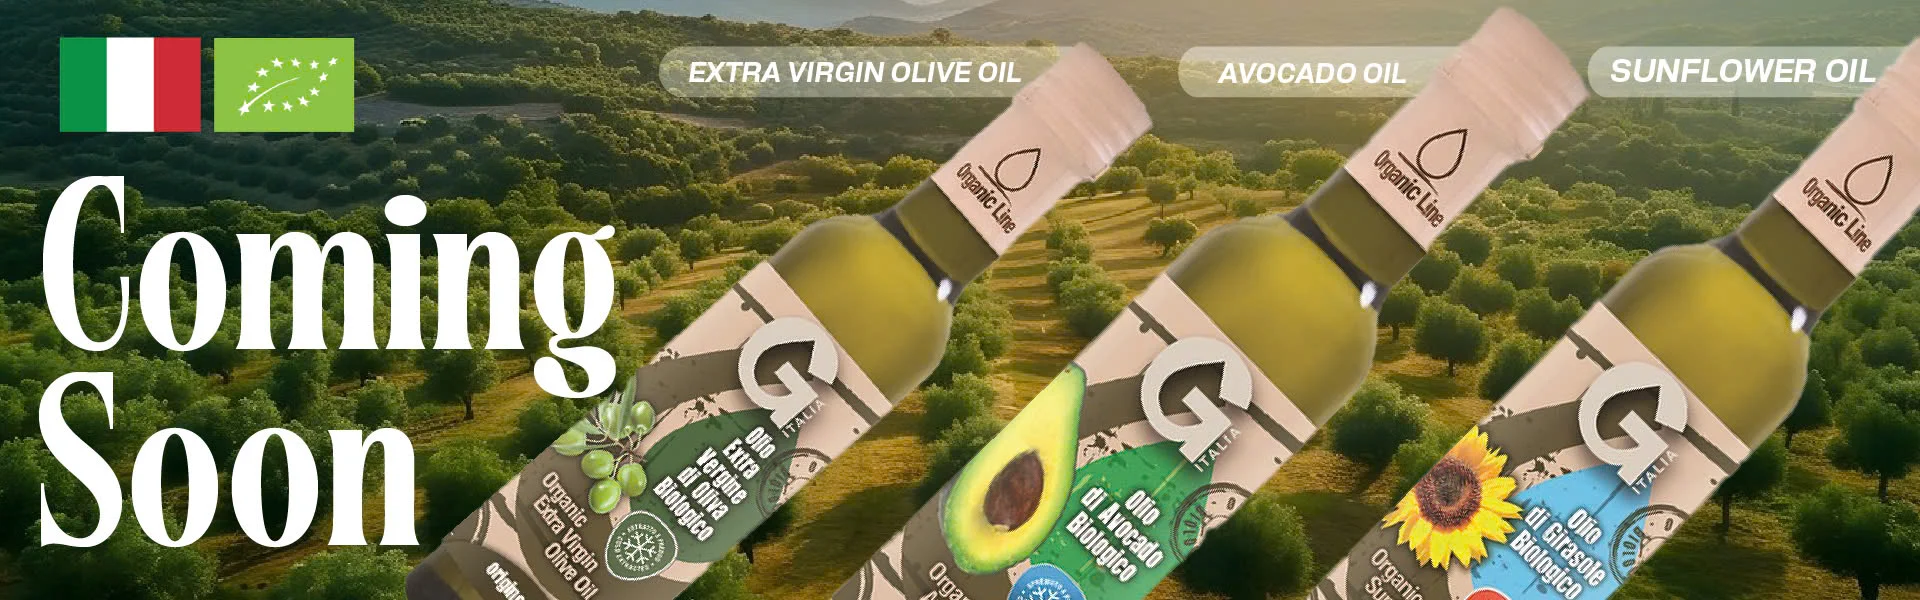 Coming
Soon
EXTRA VIRGIN OLIVE OIL
AVOCADO OIL
SUNFLOWER OIL
Organic Line
G
ITALIA
Olio
Extra
Vergine
di Oliva
Biologico
Organic
Extra Virgin
Olive Oil
Organic Line
G
ITALIA
Olio
di Avocado
Biologico
Organic Line
G
ITALIA
Olio
di Girasole
Biologico
Organic